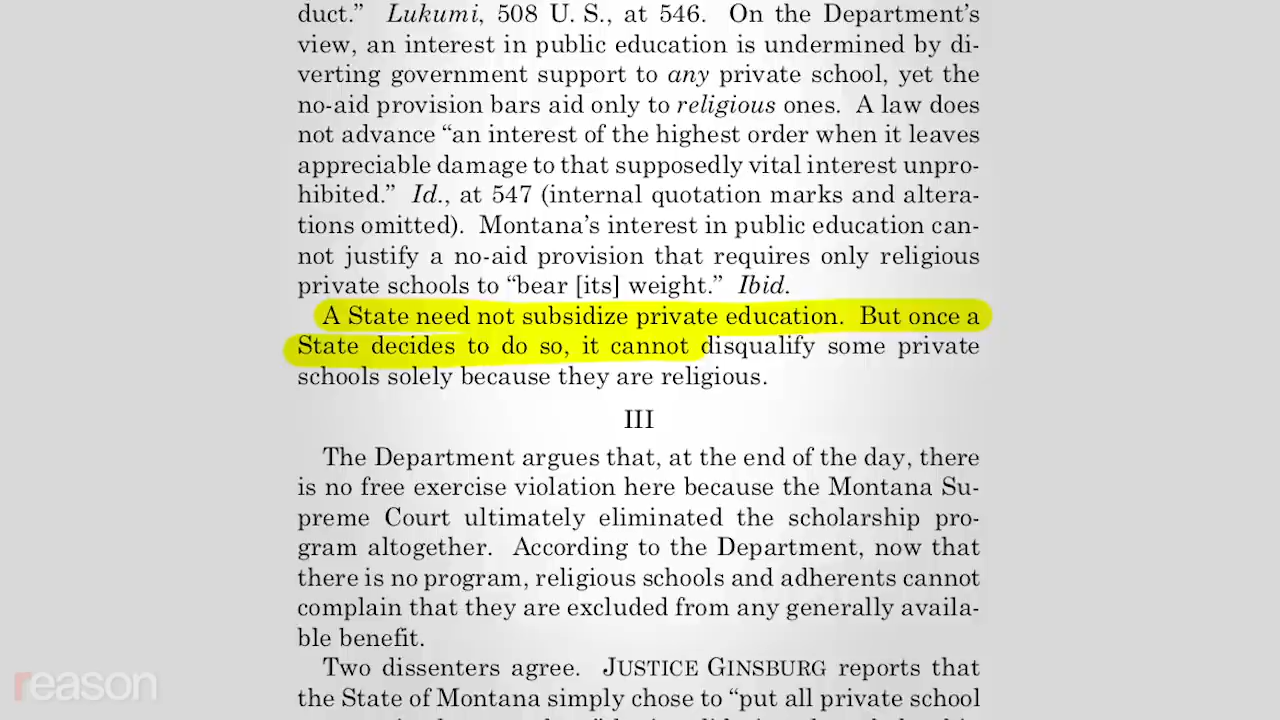 duct.” Lukumi, 508 U. S., at 546. On the Department’s
view, an interest in public education is undermined by di-
verting government support to any private school, yet the
no-aid provision bars aid only to religious ones. A law does
not advance “an interest of the highest order when it leaves
appreciable damage to that supposedly vital interest unpro-
hibited.” Id., at 547 (internal quotation marks and altera-
tions omitted). Montana’s interest in public education can-
not justify a no-aid provision that requires only religious
private schools to “bear [its] weight.” Ibid.
A State need not subsidize private education. But once a
State decides to do so, it cannot disqualify some private
schools solely because they are religious.
III
The Department argues that, at the end of the day, there
is no free exercise violation here because the Montana Su-
preme Court ultimately eliminated the scholarship pro-
gram altogether. According to the Department, now that
there is no program, religious schools and adherents cannot
complain that they are excluded from any generally availa-
ble benefit.
Two dissenters agree. JUSTICE GINSBURG reports that
the State of Montana simply chose to “put all private school
reason